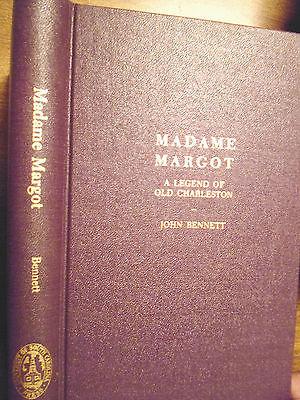 Madame Margot
Bennett
MADAME
MARGOT
A LEGEND OF
OLD CHARLESTON
JOHN BENNETT